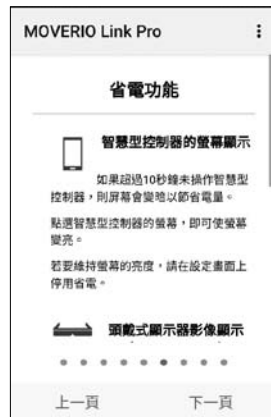 MOVERIO Link Pro
省電功能
智慧型控制器的螢幕顯示
如果超過10秒鐘未操作智慧型
控制器，則屏幕會變暗以節省電量。
點選智慧型控制器的螢幕，即可使螢幕
變亮。
若要維持螢幕的亮度，請在設定畫面上
停用省電。
頭戴式顯示器影像顯示
上一頁
下一頁